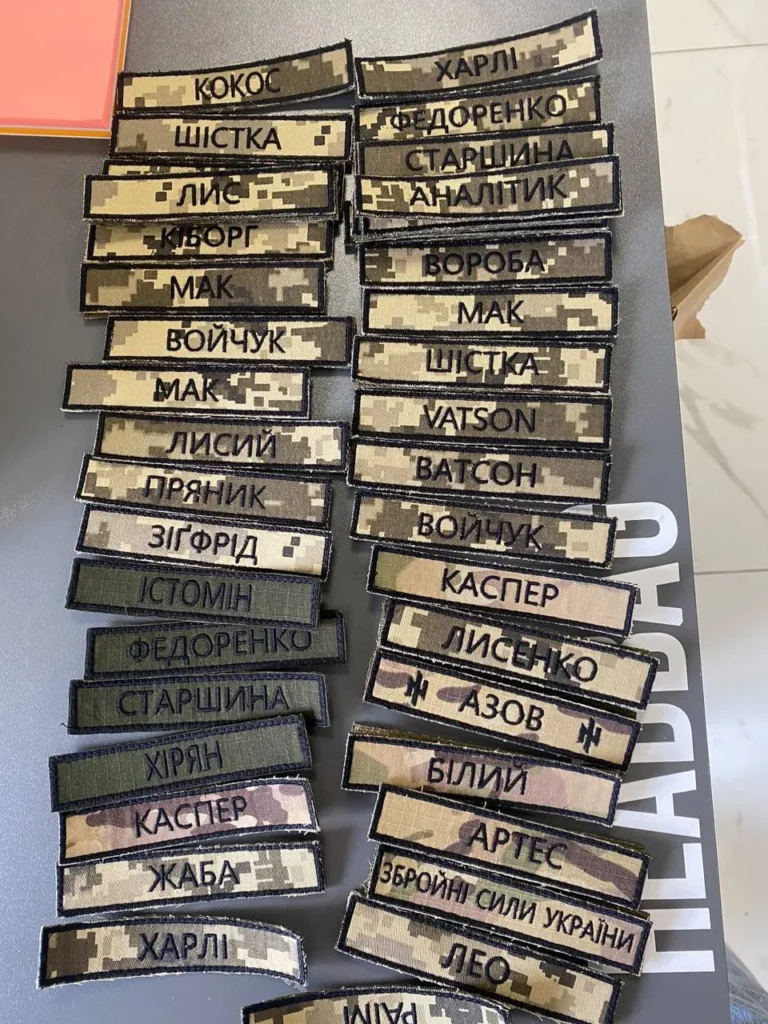 КОКОС
ШІСТКА
ЛИС
КІБОРГ
МАК
ВОЙЧУК
МАК
ЛИСИЙ
ПРЯНИК
ЗІҐФРІД
ІСТОМІН
ФЕДОРЕНКО
СТАРШИНА
ХІРЯН
КАСПЕР
ЖАБА
ХАРЛІ
ХАРЛІ
ФЕДОРЕНКО
СТАРШИНА
АНАЛІТИК
ВОРОБА
МАК
ШІСТКА
VATSON
ВАТСОН
ВОЙЧУК
КАСПЕР
ЛИСЕНКО
АЗОВ
БІЛИЙ
АРТЕС
ЗБРОЙНІ СИЛИ УКРАЇНИ
ЛЕО